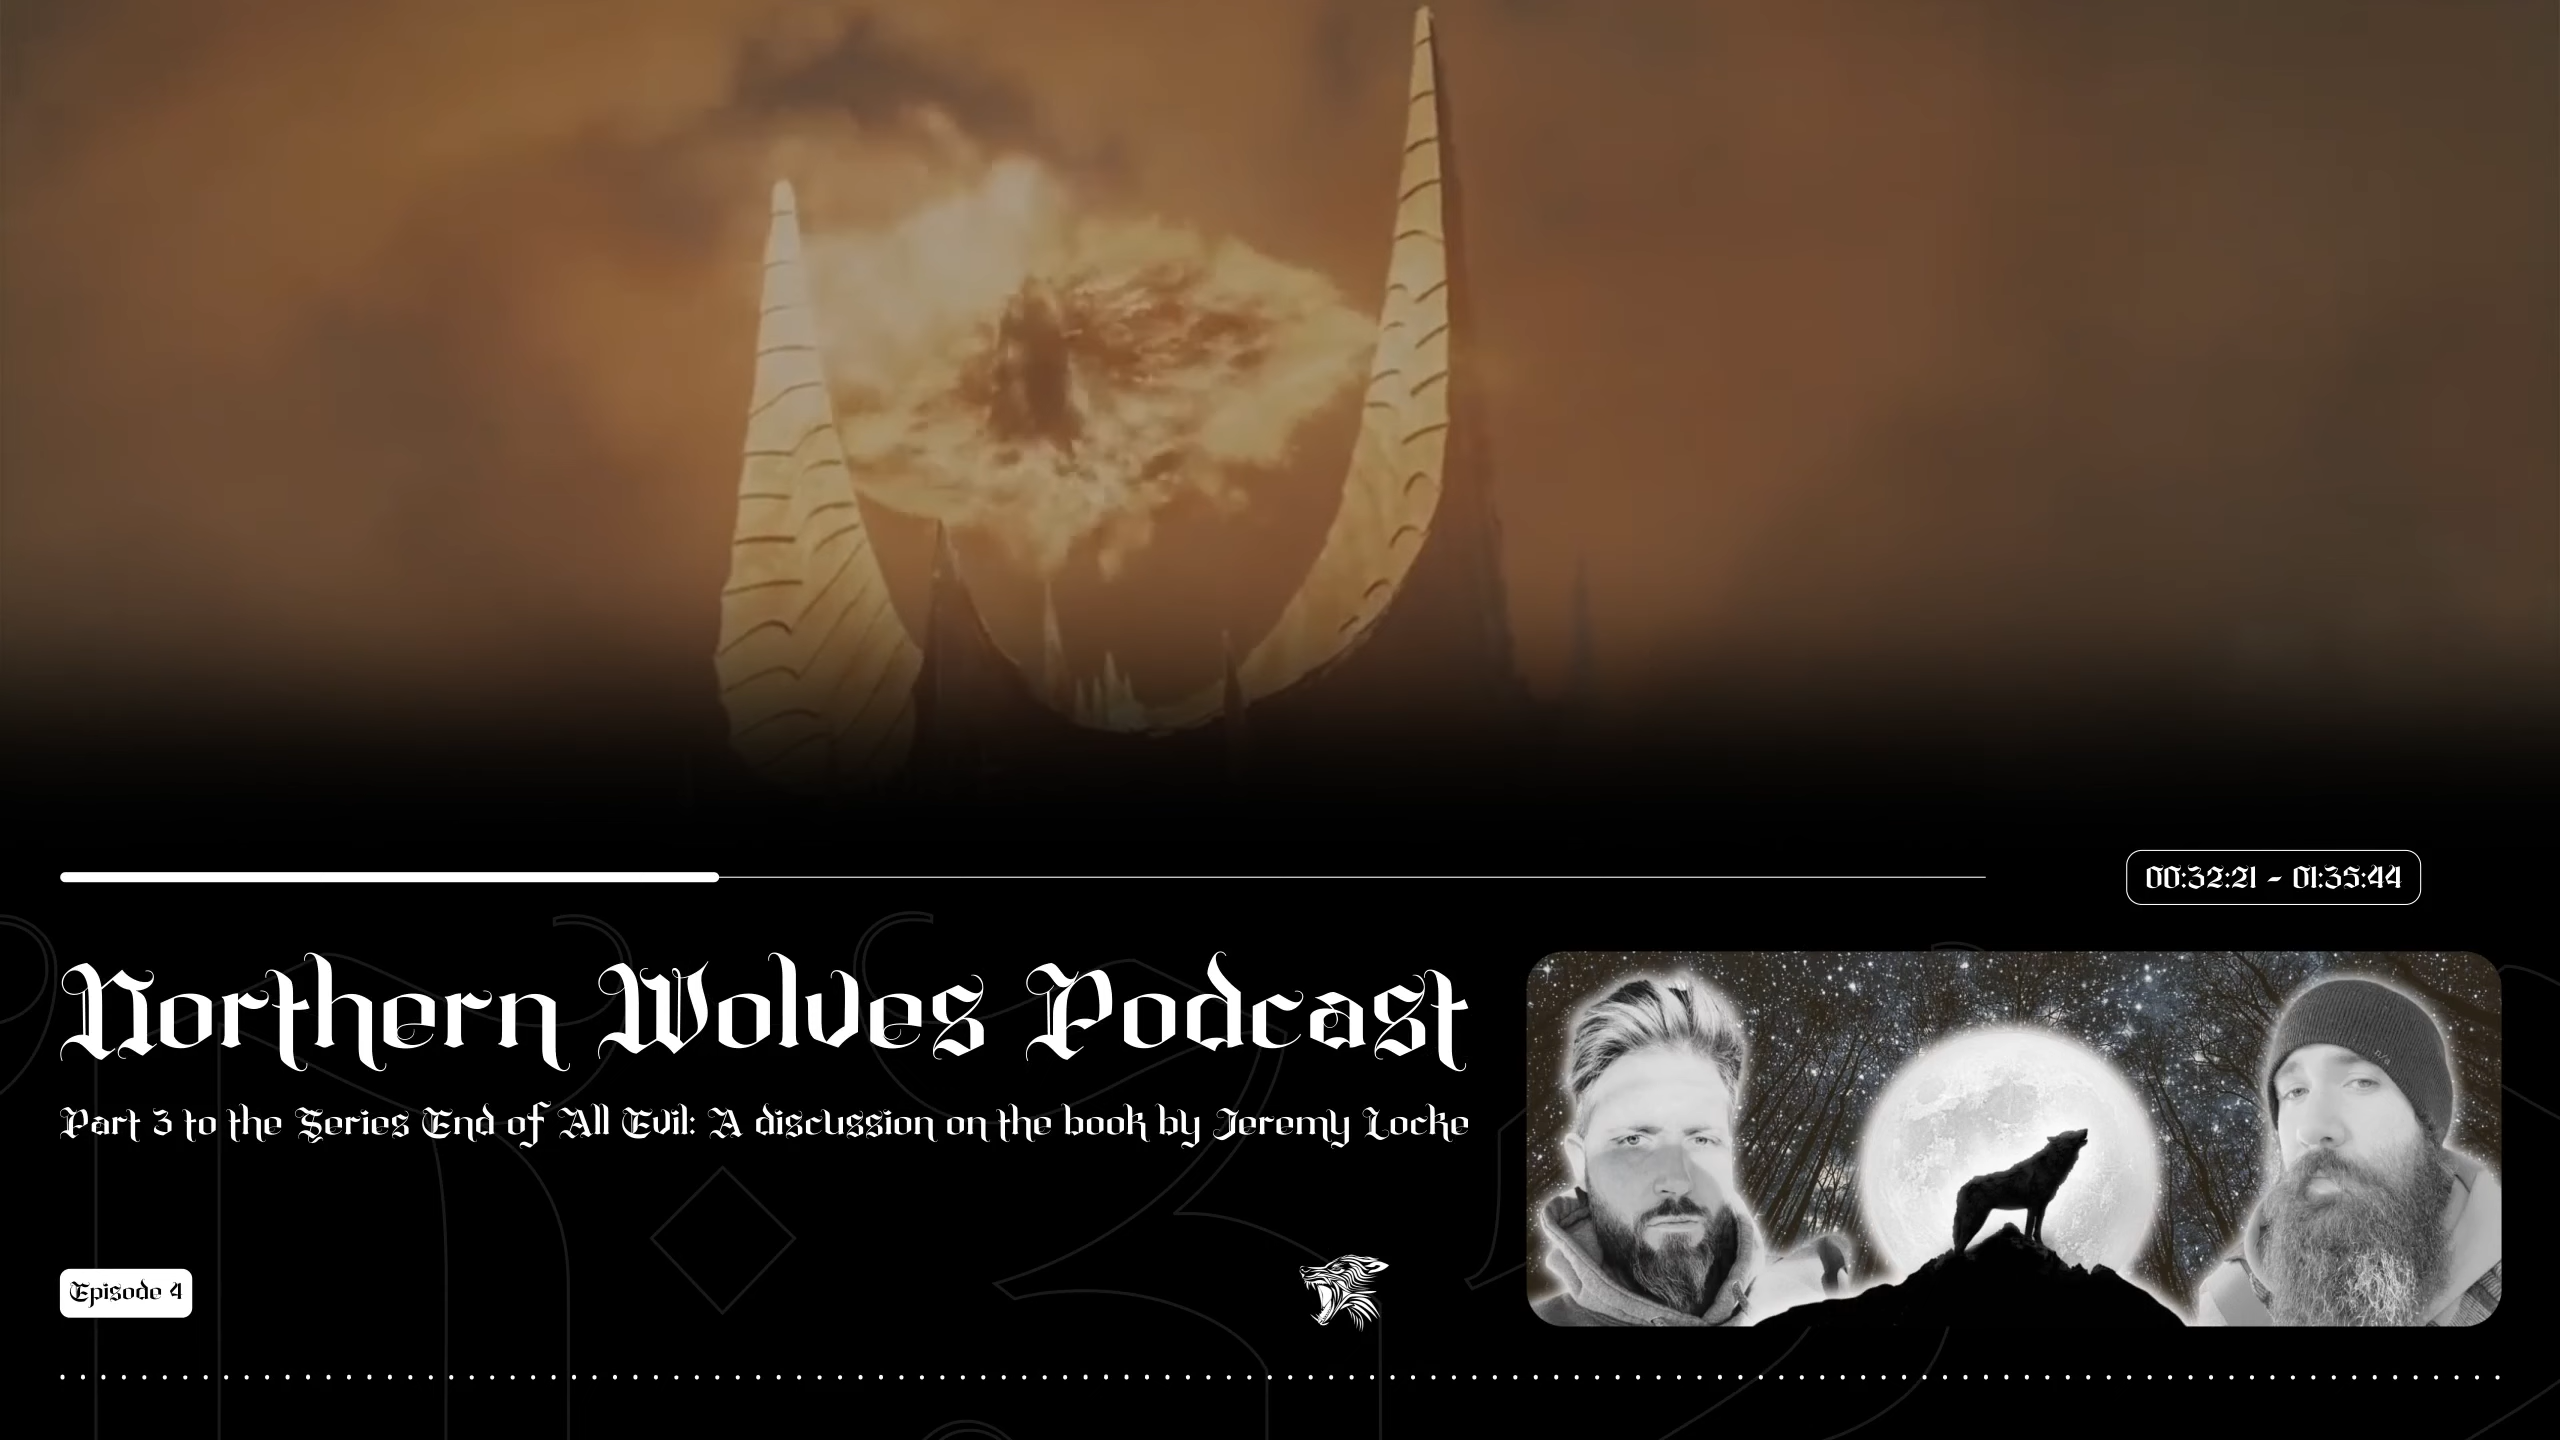 00:32:21 - 01:35:44
Northern Wolves Podcast
Part 3 to the Series End of All Evil: A discussion on the book by Jeremy Locke
Episode 4